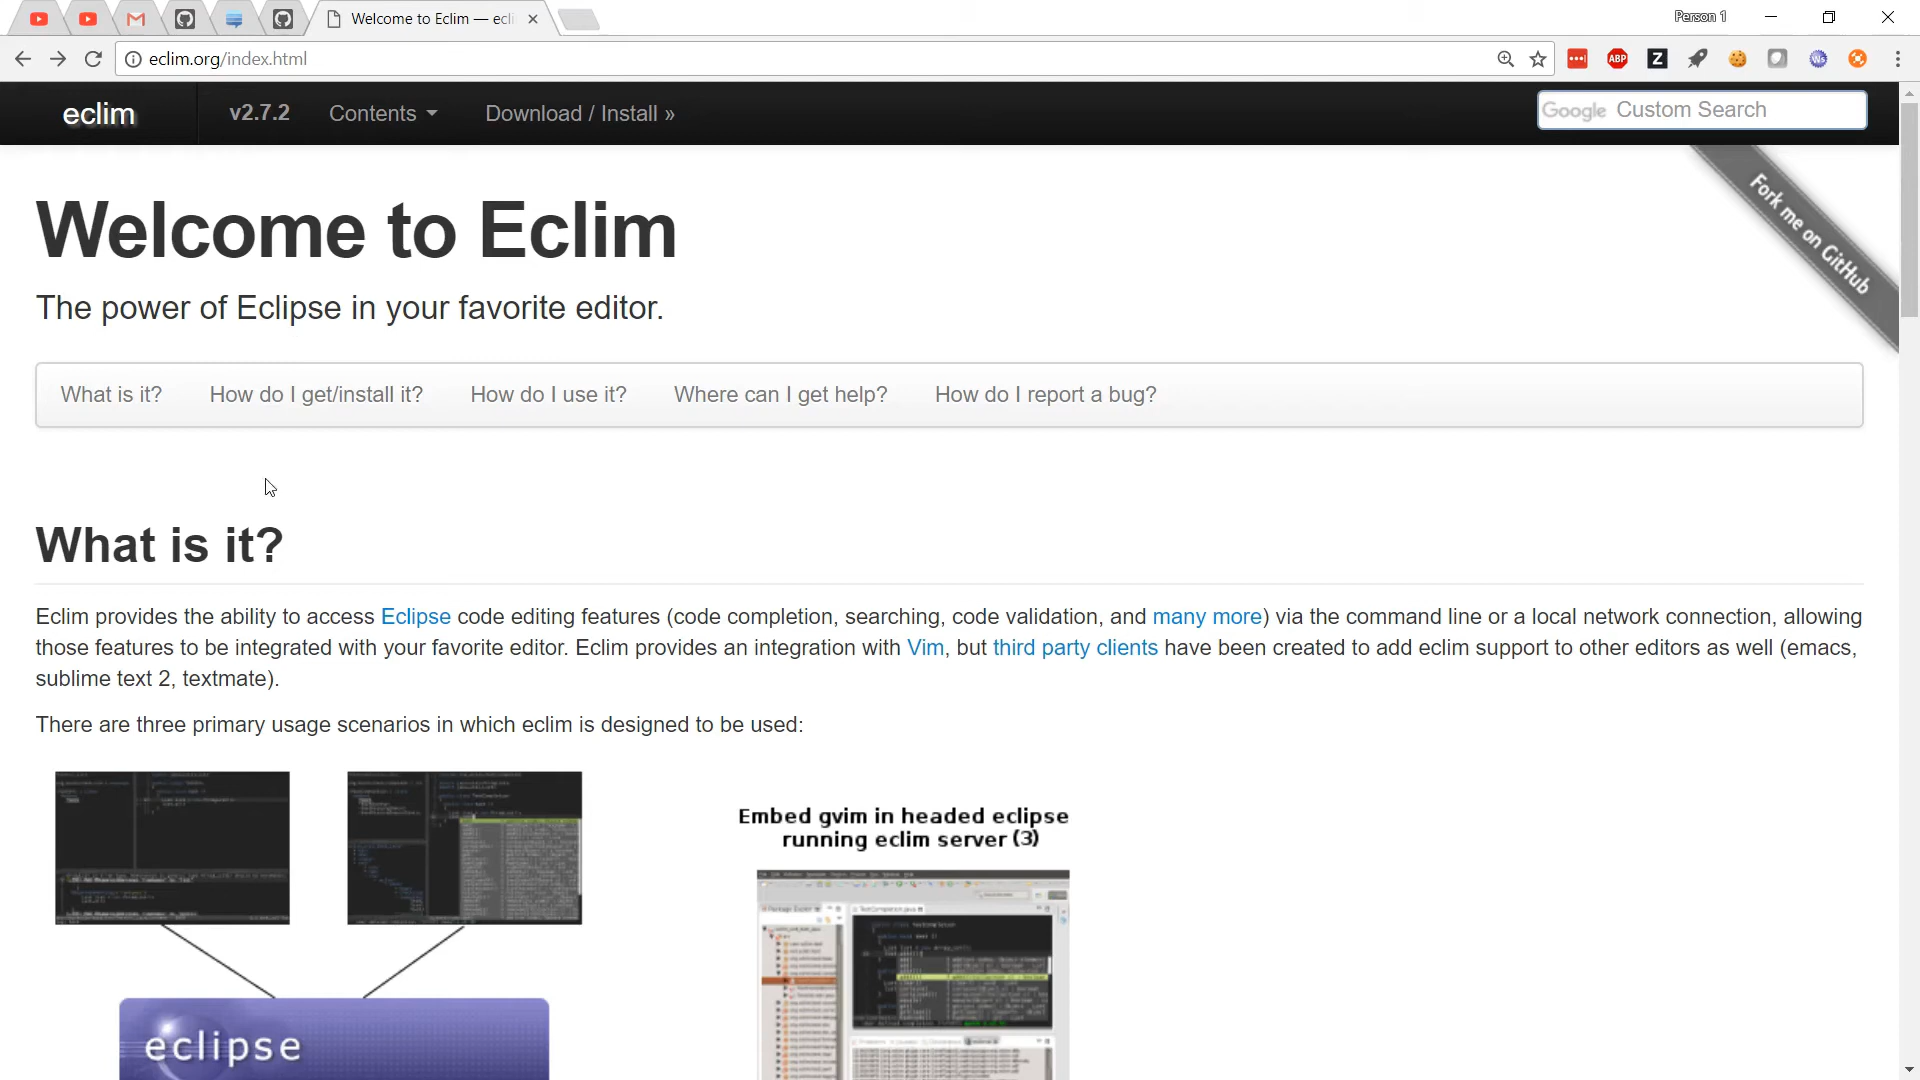 Welcome to Eclim — ecli
Person 1
eclim.org/index.html
ABP
Z
Ws
eclim
v2.7.2
Contents
Download / Install »
Google Custom Search
Fork me on GitHub
Welcome to Eclim
The power of Eclipse in your favorite editor.
What is it?
How do I get/install it?
How do I use it?
Where can I get help?
How do I report a bug?
What is it?
Eclim provides the ability to access Eclipse code editing features (code completion, searching, code validation, and many more) via the command line or a local network connection, allowing
those features to be integrated with your favorite editor. Eclim provides an integration with Vim, but third party clients have been created to add eclim support to other editors as well (emacs,
sublime text 2, textmate).
There are three primary usage scenarios in which eclim is designed to be used:
Embed gvim in headed eclipse
running eclim server (3)
eclipse